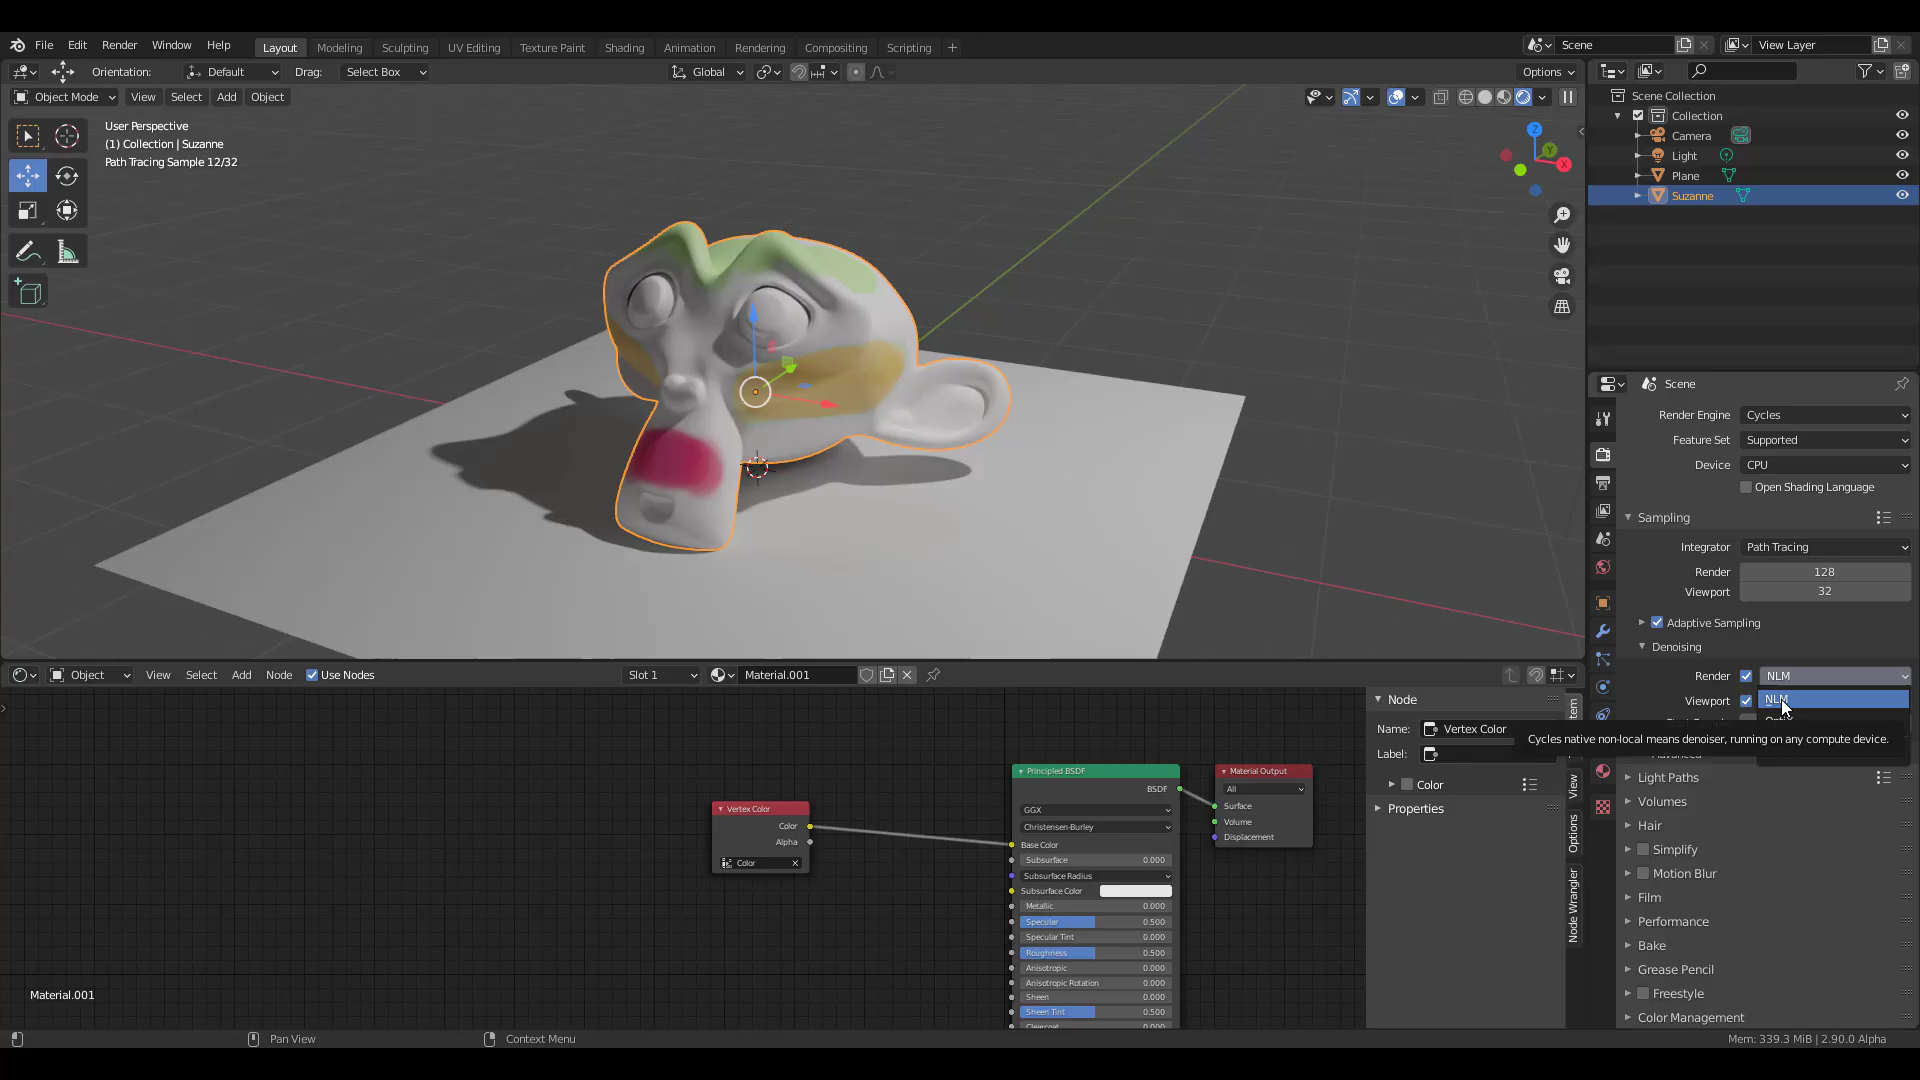 File Edit Render Window Help Layout Modeling Sculpting UV Editing Texture Paint Shading Animation Rendering Compositing Scripting + Scene View Layer
Orientation: Default Drag: Select Box Global Options
Object Mode View Select Add Object
User Perspective
(1) Collection | Suzanne
Path Tracing Sample 12/32
Z
Y
X
Scene Collection
Collection
Camera
Light
Plane
Suzanne
Scene
Render Engine Cycles
Feature Set Supported
Device CPU
Open Shading Language
Sampling
Integrator Path Tracing
Render 128
Viewport 32
Adaptive Sampling
Denoising
Render NLM
Viewport NLM
Cycles native non-local means denoiser, running on any compute device.
Light Paths
Volumes
Hair
Simplify
Motion Blur
Film
Performance
Bake
Grease Pencil
Freestyle
Color Management
Object View Select Add Node Use Nodes Slot 1 Material.001
Node
Name: Vertex Color
Label:
Color
Properties
View
Options
Node Wrangler
Vertex Color
Color
Alpha
Color
Principled BSDF
BSDF
GGX
Christensen-Burley
Base Color
Subsurface 0.000
Subsurface Radius
Subsurface Color
Metallic 0.000
Specular 0.500
Specular Tint 0.000
Roughness 0.500
Anisotropic 0.000
Anisotropic Rotation 0.000
Sheen 0.000
Sheen Tint 0.500
Material Output
All
Surface
Volume
Displacement
Material.001
Pan View Context Menu Mem: 339.3 MiB | 2.90.0 Alpha